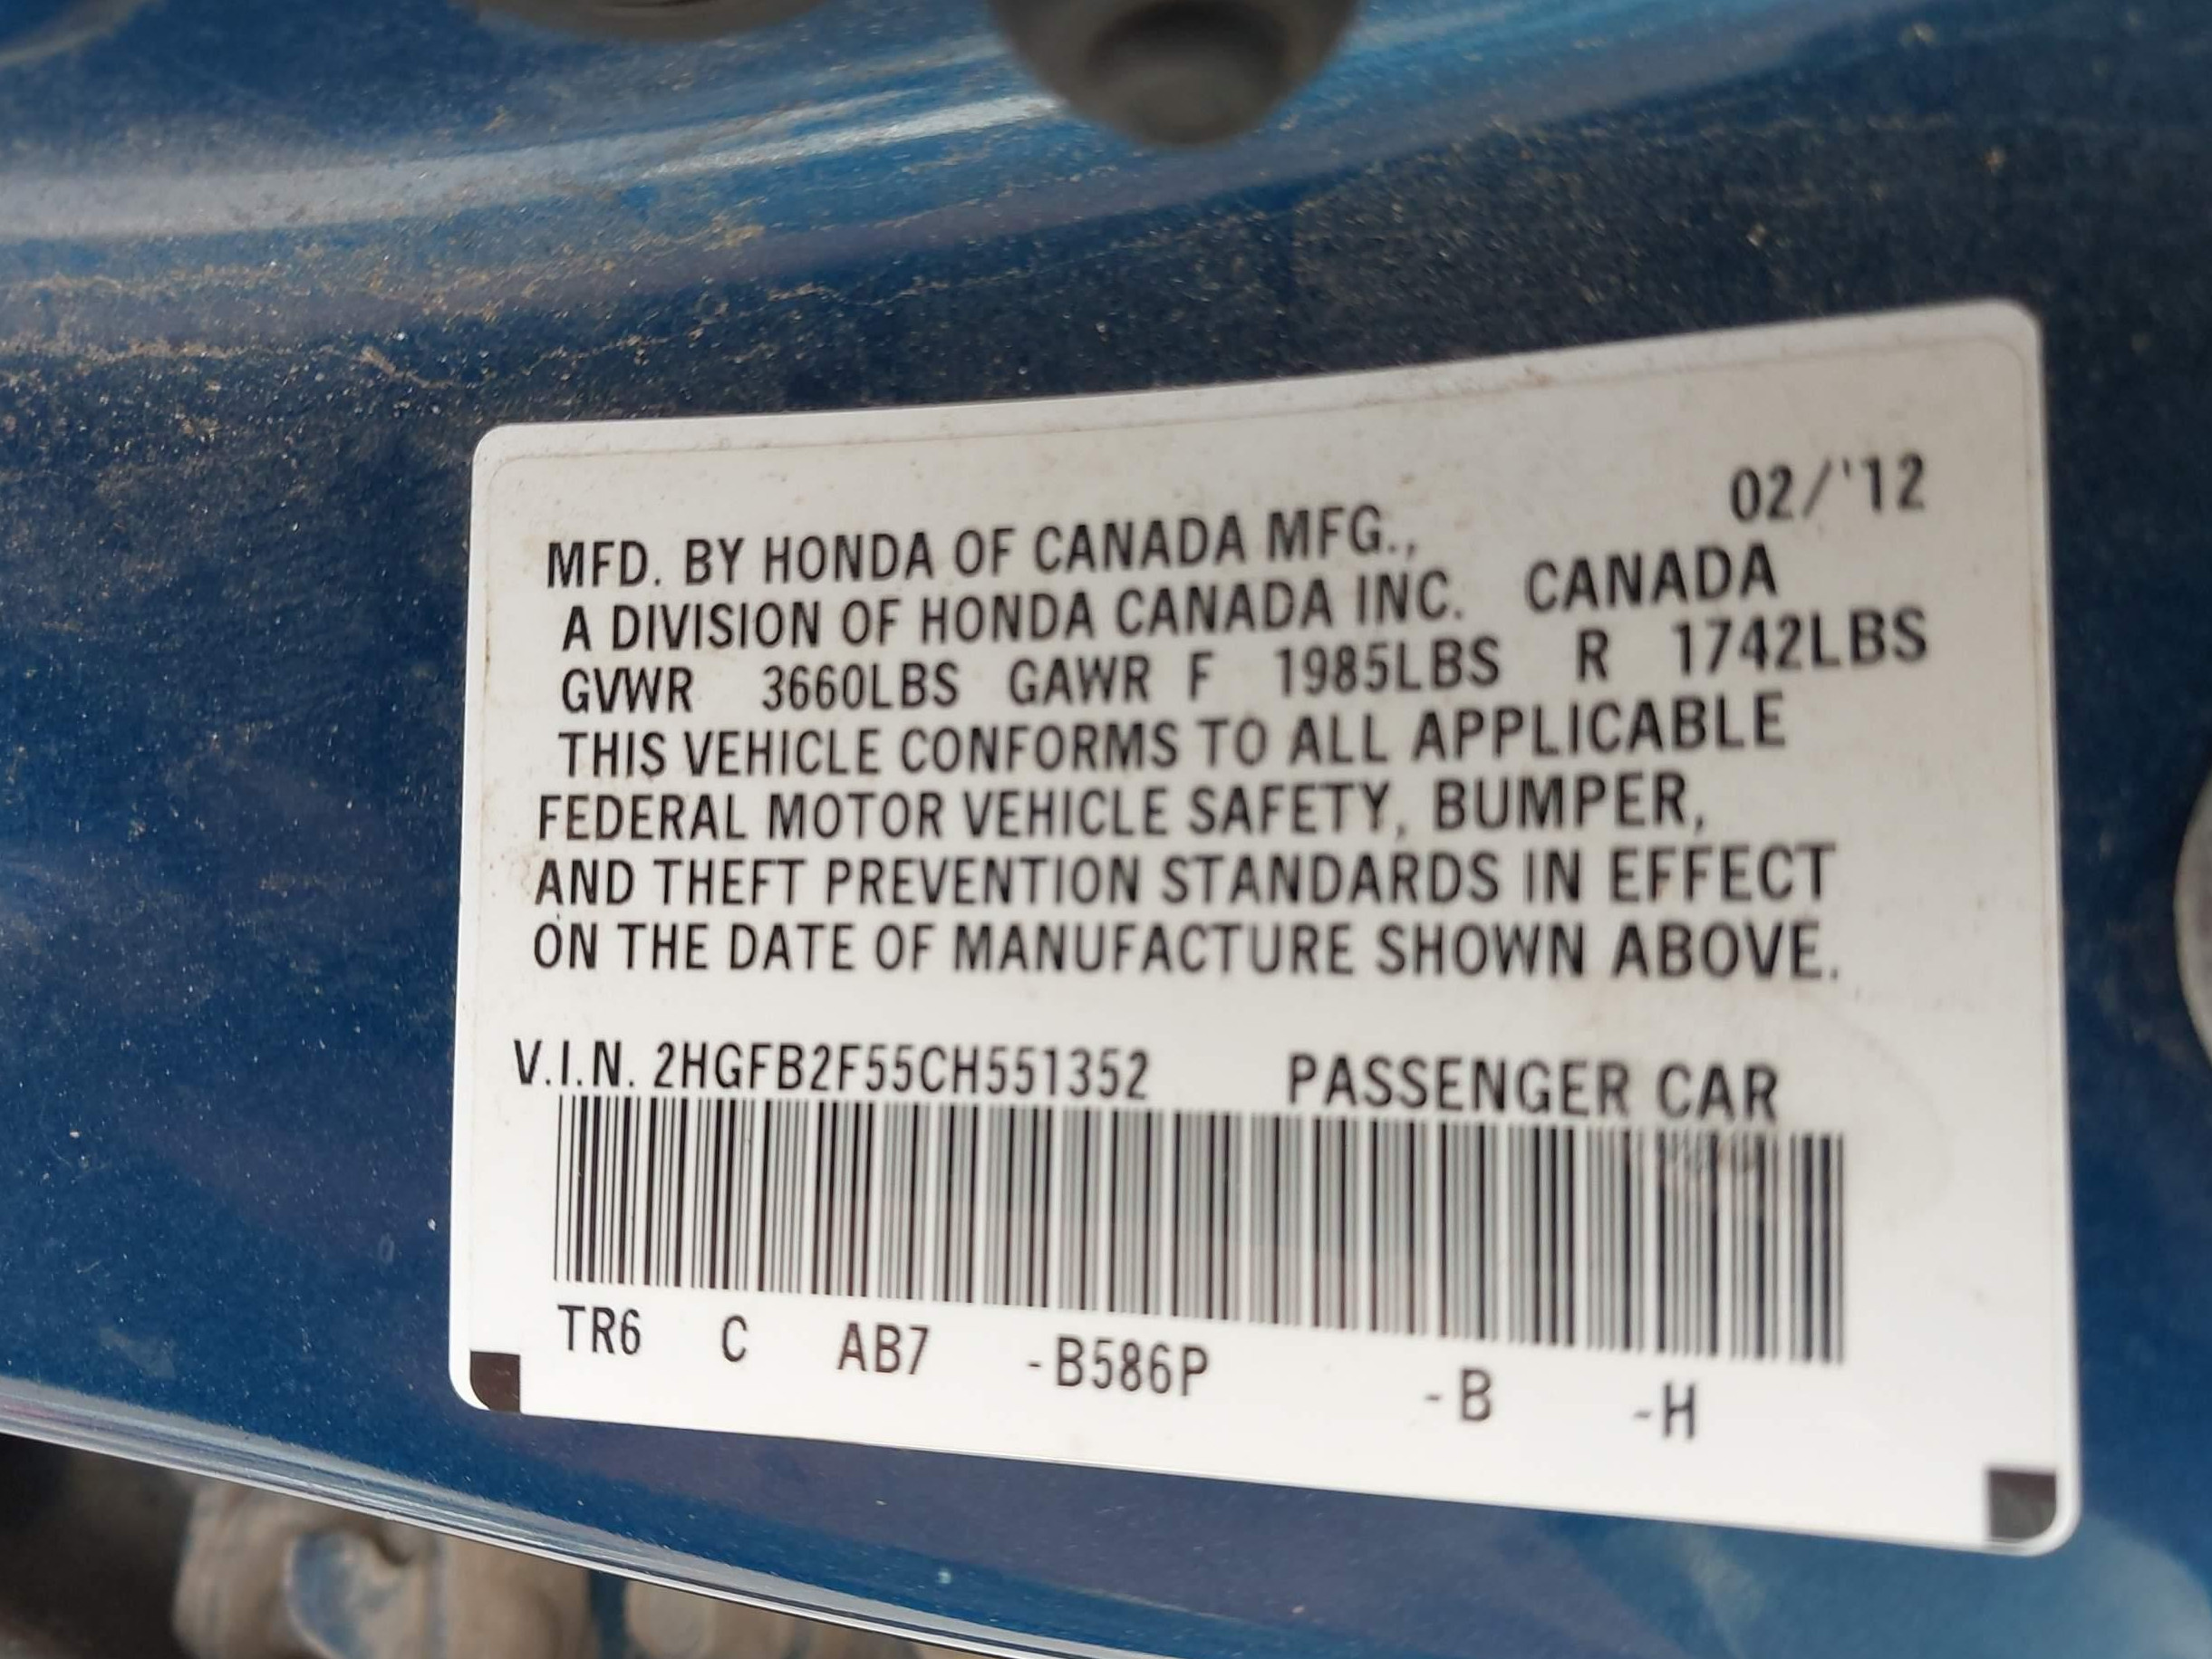 02/'12
MFD. BY HONDA OF CANADA MFG.,
A DIVISION OF HONDA CANADA INC. CANADA
GVWR 3660LBS GAWR F 1985LBS R 1742LBS
THIS VEHICLE CONFORMS TO ALL APPLICABLE
FEDERAL MOTOR VEHICLE SAFETY, BUMPER,
AND THEFT PREVENTION STANDARDS IN EFFECT
ON THE DATE OF MANUFACTURE SHOWN ABOVE.
V.I.N. 2HGFB2F55CH551352 PASSENGER CAR
TR6 C AB7 -B586P -B -H